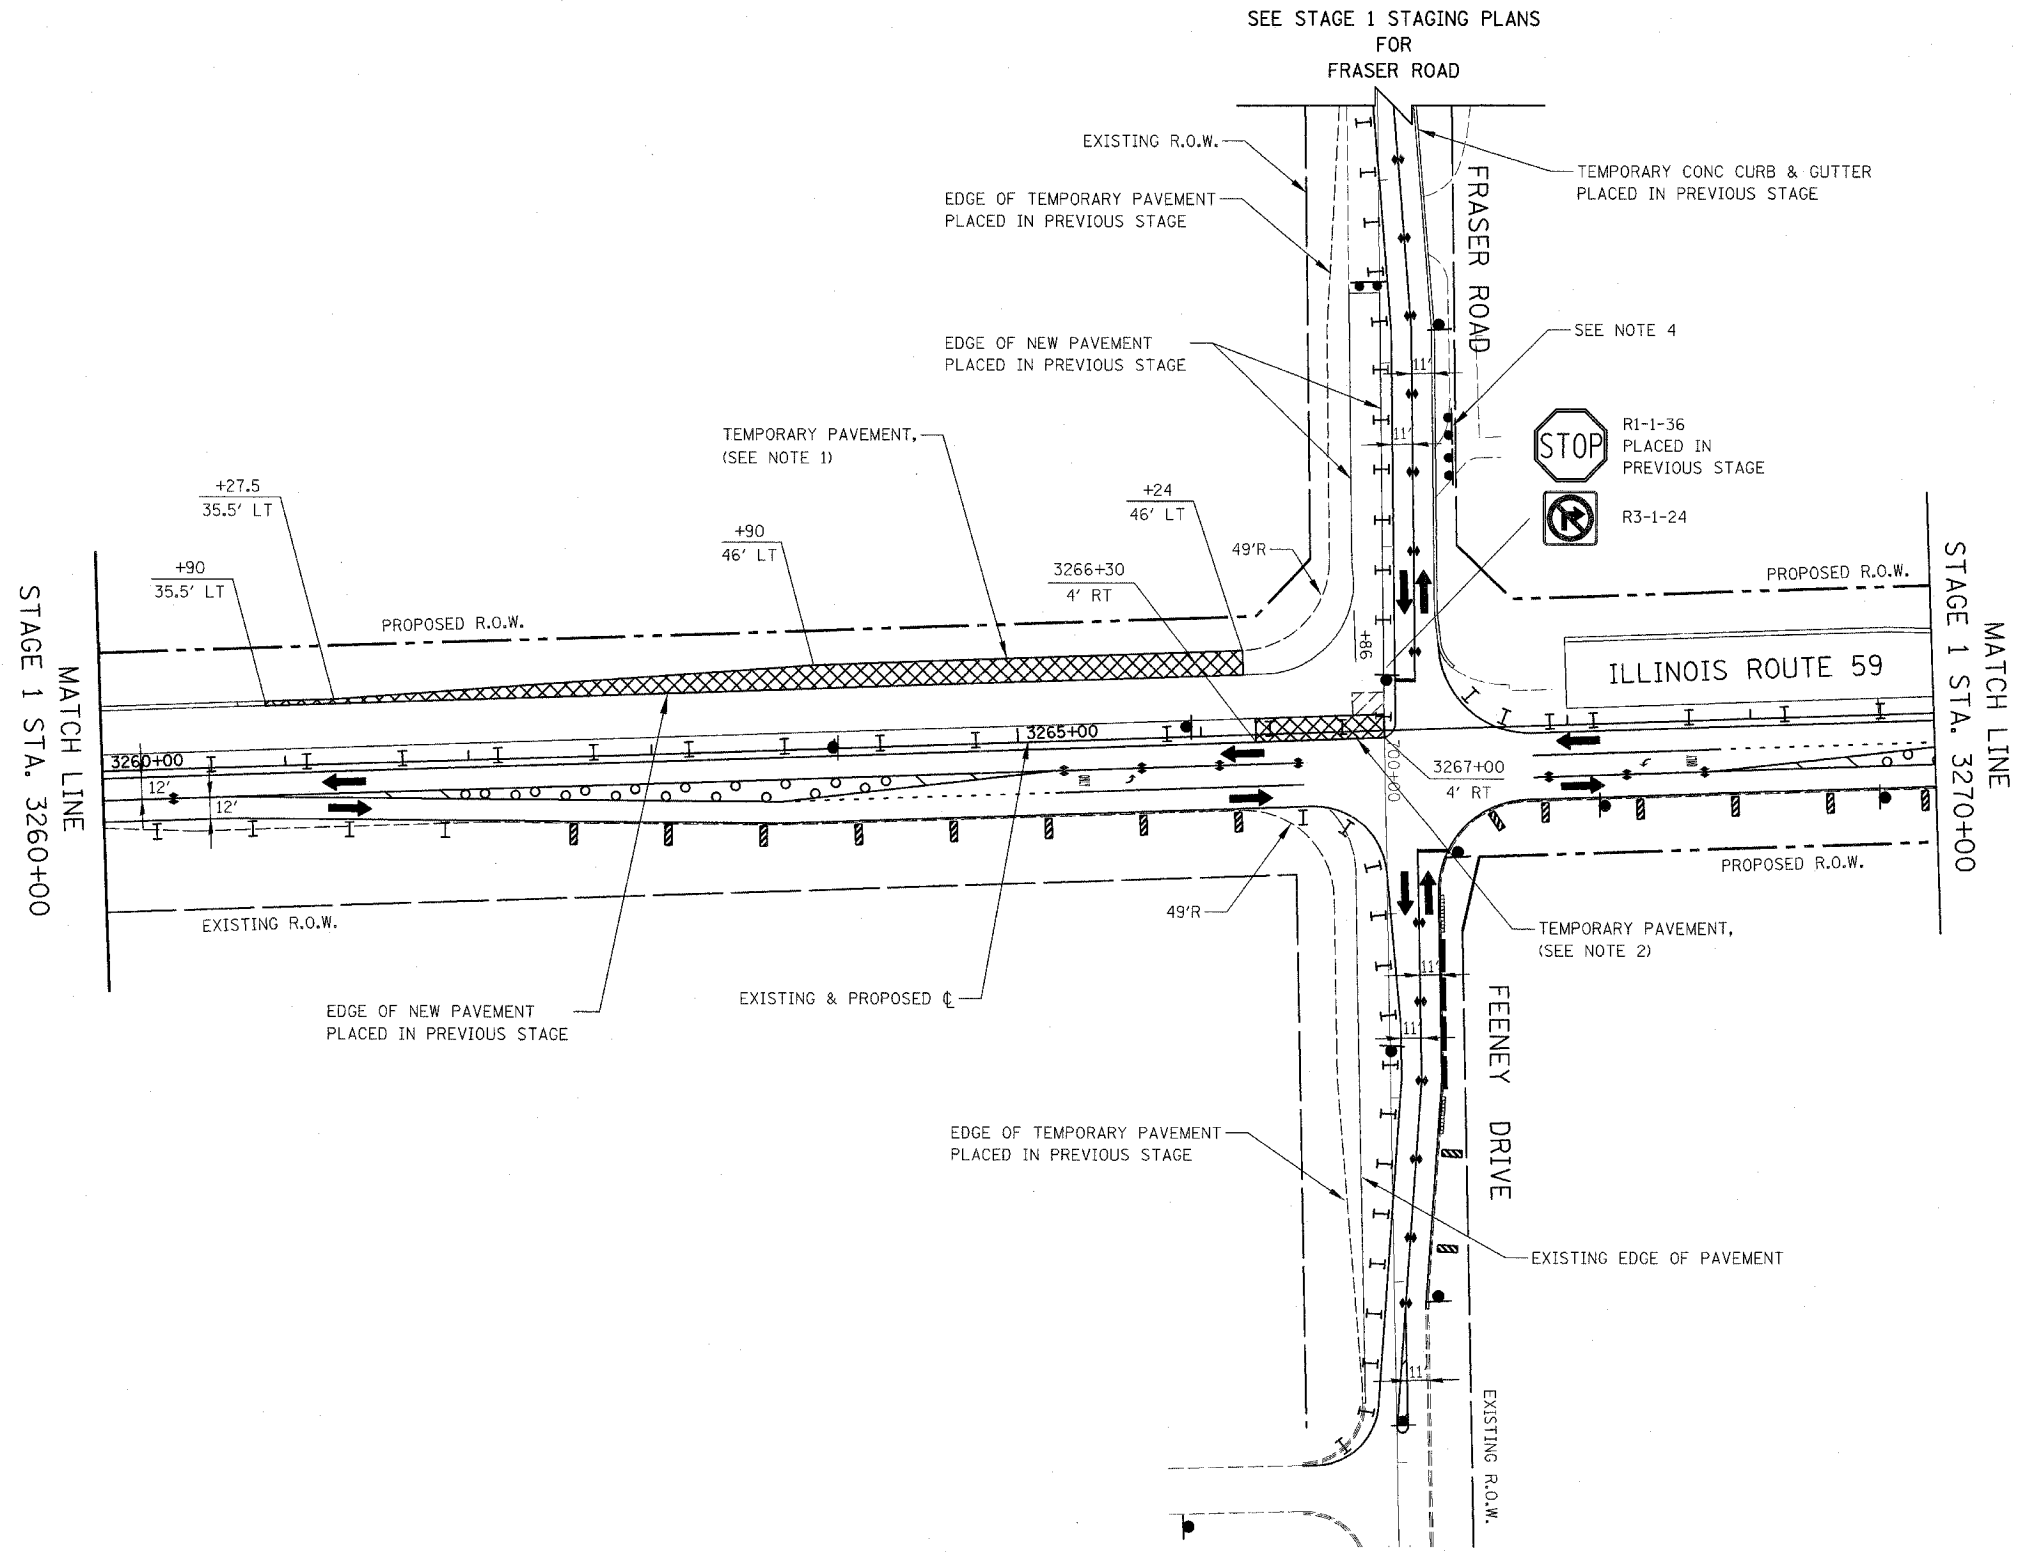 SEE STAGE 1 STAGING PLANS
FOR
FRASER ROAD
EXISTING R.O.W.
TEMPORARY CONC CURB & GUTTER
PLACED IN PREVIOUS STAGE
EDGE OF TEMPORARY PAVEMENT
PLACED IN PREVIOUS STAGE
FRASER ROAD
SEE NOTE 4
EDGE OF NEW PAVEMENT
PLACED IN PREVIOUS STAGE
11'
11'
STOP
R1-1-36
PLACED IN
PREVIOUS STAGE
R3-1-24
TEMPORARY PAVEMENT,
(SEE NOTE 1)
+27.5
35.5' LT
+24
46' LT
+90
46' LT
49'R
+90
35.5' LT
3266+30
4' RT
PROPOSED R.O.W.
PROPOSED R.O.W.
+86
ILLINOIS ROUTE 59
MATCH LINE
STAGE 1 STA. 3260+00
MATCH LINE
STAGE 1 STA. 3270+00
3260+00
3265+00
12'
12'
3267+00
4' RT
700+00
PROPOSED R.O.W.
49'R
EXISTING R.O.W.
TEMPORARY PAVEMENT,
(SEE NOTE 2)
EXISTING & PROPOSED ℄
EDGE OF NEW PAVEMENT
PLACED IN PREVIOUS STAGE
11'
11'
FEENEY DRIVE
EDGE OF TEMPORARY PAVEMENT
PLACED IN PREVIOUS STAGE
EXISTING EDGE OF PAVEMENT
11'
EXISTING R.O.W.